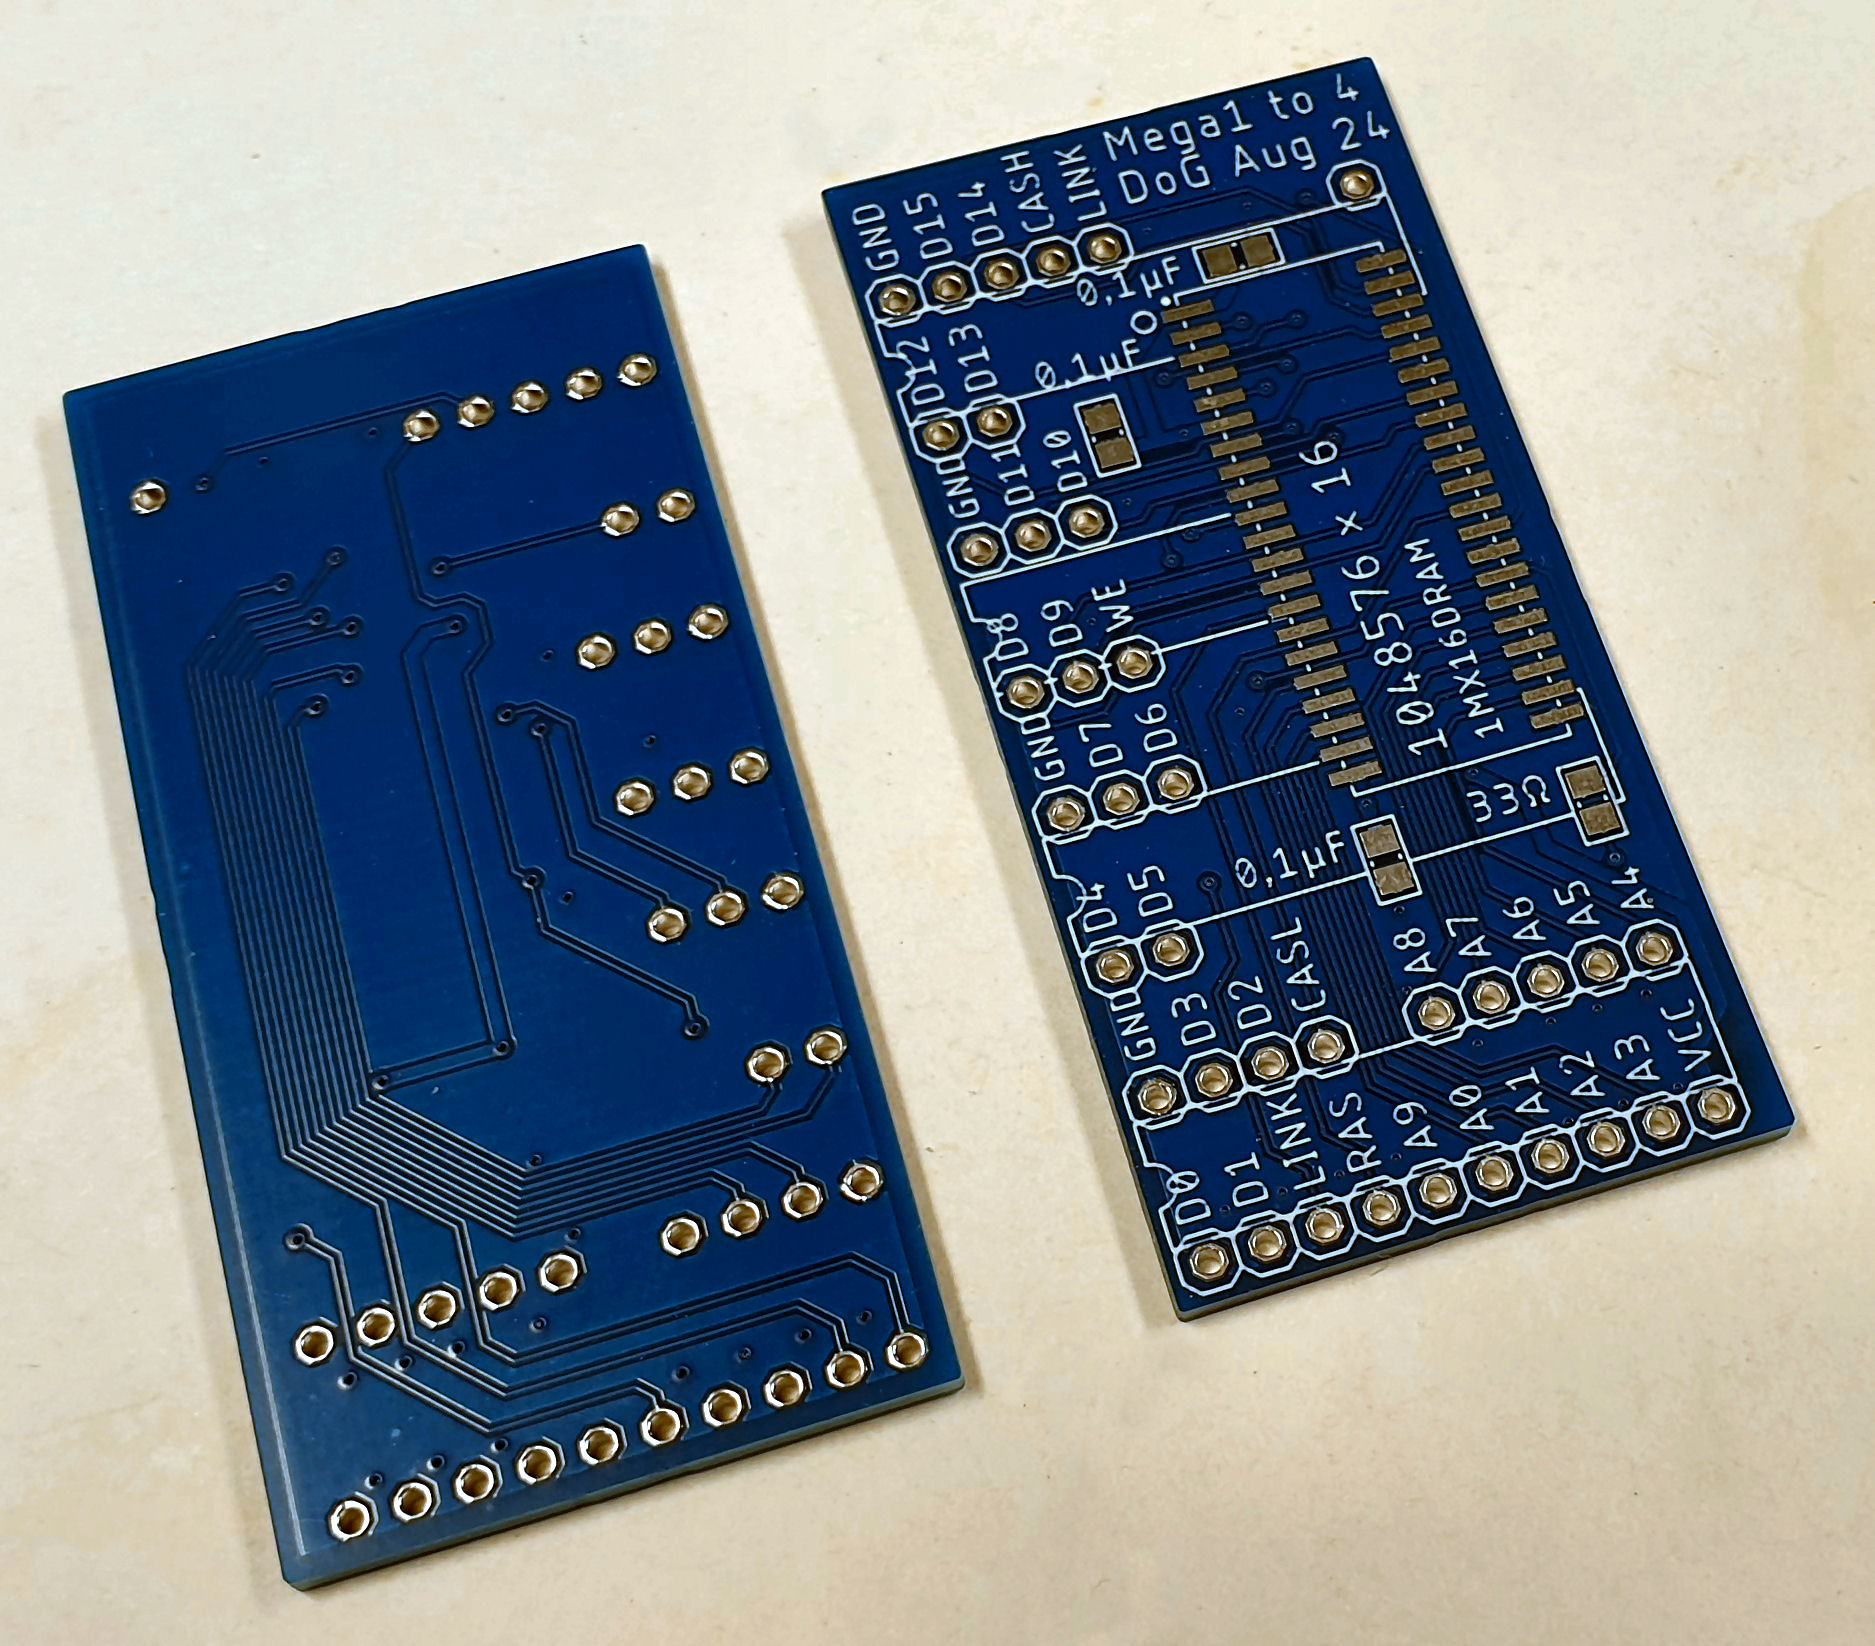 Mega1 to 4
DoG Aug 24
GND D15 D14 CASH LINK
0,1µF
D12 D13
0,1µF
GND D11 D10
D8 D9 WE
1048576 x 16
1MX16DRAM
GND D7 D6
33Ω
0,1µF
D4 D5
GND D3 D2 CASL A8 A7 A6 A5 A4
D0 D1 LINK RAS A9 A0 A1 A2 A3 VCC